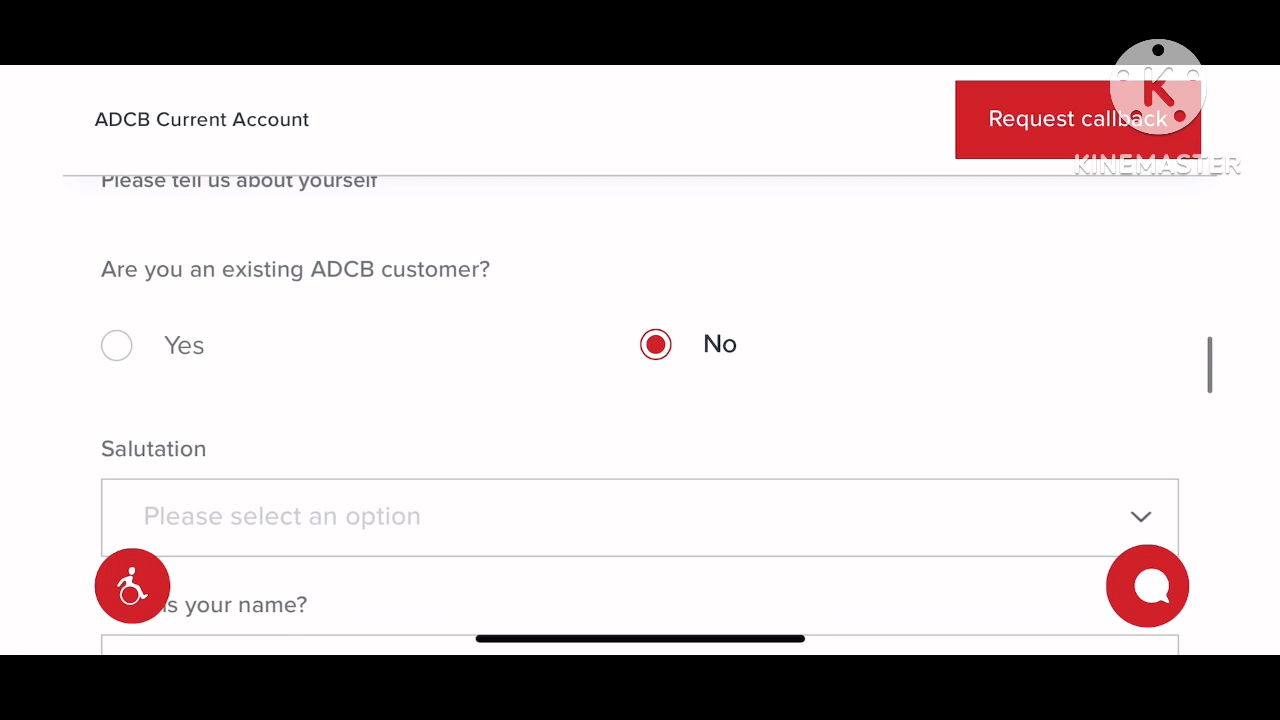 ADCB Current Account
Request callback
KINEMASTER
Please tell us about yourself
Are you an existing ADCB customer?
Yes
No
Salutation
Please select an option
is your name?